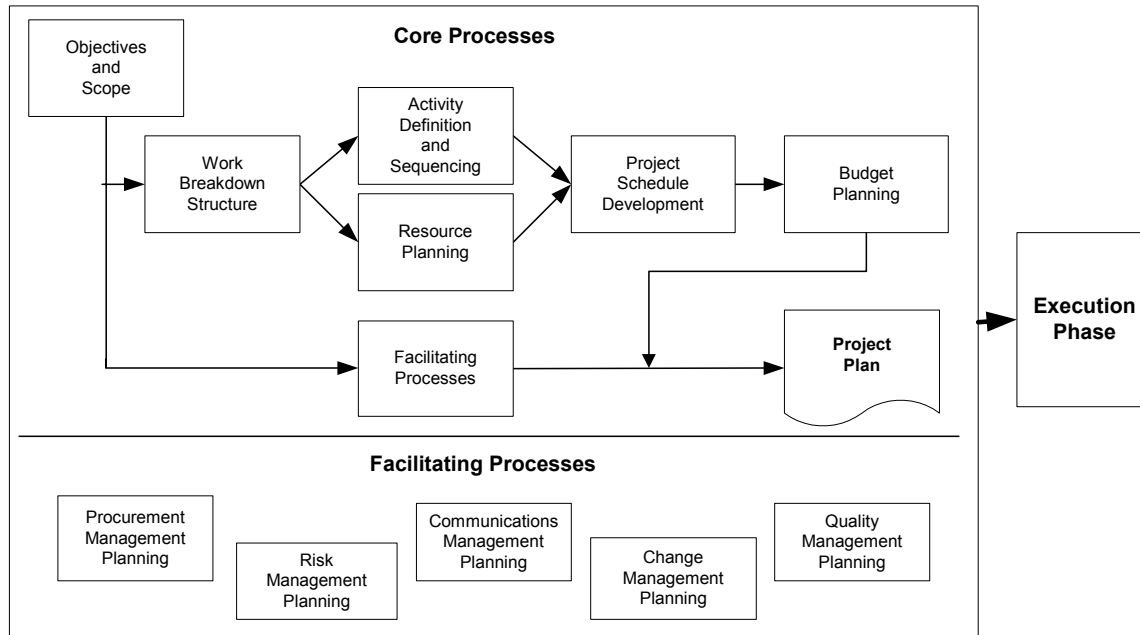 Core Processes
Objectives
and
Scope
Work
Breakdown
Structure
Activity
Definition
and
Sequencing
Resource
Planning
Project
Schedule
Development
Budget
Planning
Facilitating
Processes
Project
Plan
Execution
Phase
Facilitating Processes
Procurement
Management
Planning
Risk
Management
Planning
Communications
Management
Planning
Change
Management
Planning
Quality
Management
Planning